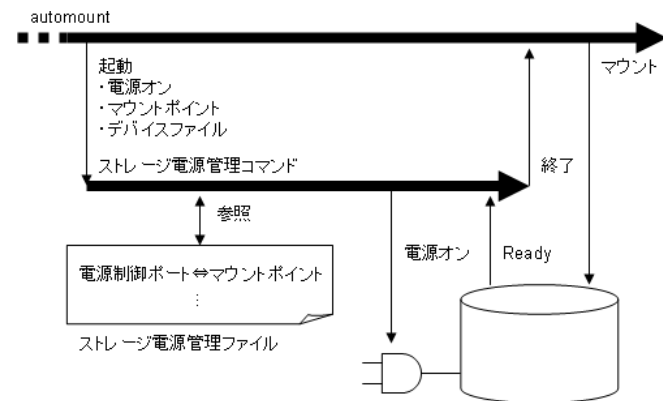 automount
起動
・電源オン
・マウントポイント
・デバイスファイル
マウント
ストレージ電源管理コマンド
終了
参照
電源オン
Ready
電源制御ポート⇔マウントポイント
⋮
ストレージ電源管理ファイル